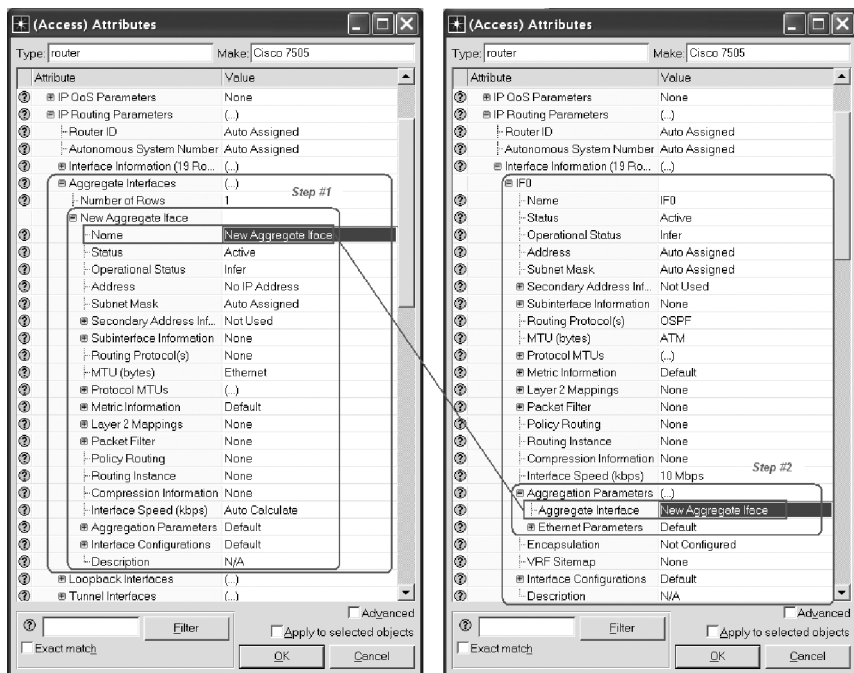 (Access) Attributes
Type: router Make: Cisco 7505
Attribute Value
IP QoS Parameters None
IP Routing Parameters (...)
Router ID Auto Assigned
Autonomous System Number Auto Assigned
Interface Information (19 Ro... (...)
Aggregate Interfaces (...)
Step #1
Number of Rows 1
New Aggregate Iface
Name New Aggregate Iface
Status Active
Operational Status Infer
Address No IP Address
Subnet Mask Auto Assigned
Secondary Address Inf... Not Used
Subinterface Information None
Routing Protocol(s) None
MTU (bytes) Ethernet
Protocol MTUs (...)
Metric Information Default
Layer 2 Mappings None
Packet Filter None
Policy Routing None
Routing Instance None
Compression Information None
Interface Speed (kbps) Auto Calculate
Aggregation Parameters Default
Interface Configurations Default
Description N/A
Loopback Interfaces (...)
Tunnel Interfaces (...)
Advanced
Filter
Apply to selected objects
Exact match
OK Cancel
(Access) Attributes
Type: router Make: Cisco 7505
Attribute Value
IP QoS Parameters None
IP Routing Parameters (...)
Router ID Auto Assigned
Autonomous System Number Auto Assigned
Interface Information (19 Ro... (...)
IF0
Name IF0
Status Active
Operational Status Infer
Address Auto Assigned
Subnet Mask Auto Assigned
Secondary Address Inf... Not Used
Subinterface Information None
Routing Protocol(s) OSPF
MTU (bytes) ATM
Protocol MTUs (...)
Metric Information Default
Layer 2 Mappings None
Packet Filter None
Policy Routing None
Routing Instance None
Compression Information None
Interface Speed (kbps) 10 Mbps
Step #2
Aggregation Parameters (...)
Aggregate Interface New Aggregate Iface
Ethernet Parameters Default
Encapsulation Not Configured
VRF Sitemap None
Interface Configurations Default
Description N/A
Advanced
Filter
Apply to selected objects
Exact match
OK Cancel